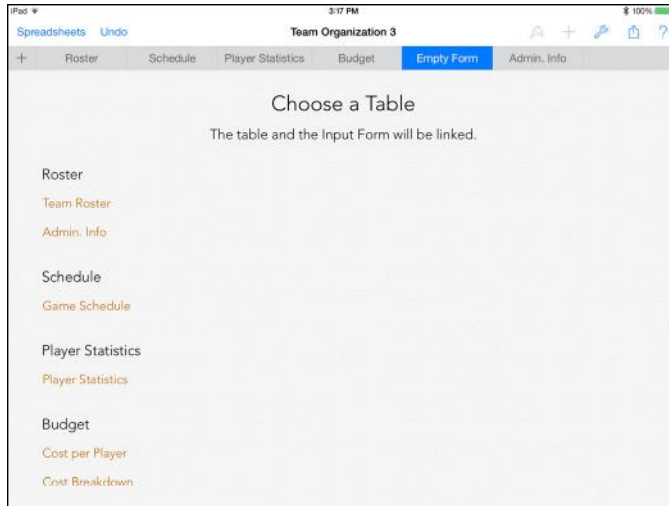 iPad 3:17 PM 100%
Spreadsheets Undo Team Organization 3 + ?
+ Roster Schedule Player Statistics Budget Empty Form Admin. Info
Choose a Table
The table and the Input Form will be linked.
Roster
Team Roster
Admin. Info
Schedule
Game Schedule
Player Statistics
Player Statistics
Budget
Cost per Player
Cost Breakdown